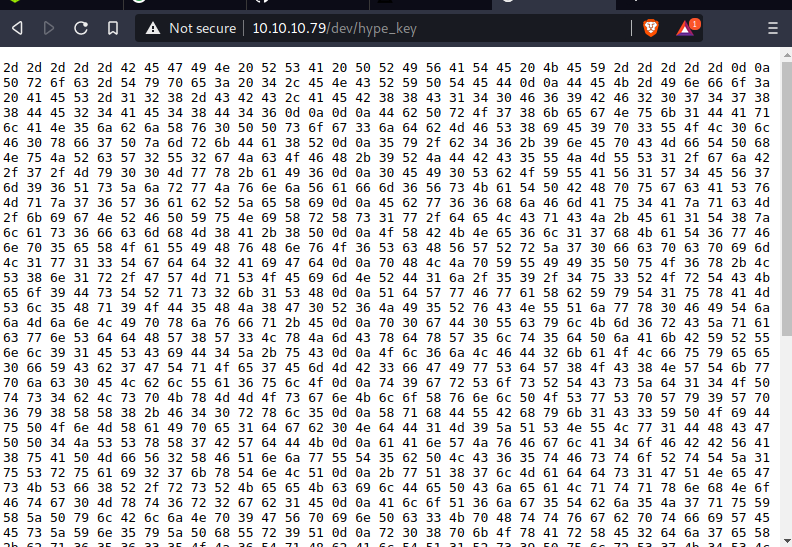 Not secure 10.10.10.79/dev/hype_key
1
2d 2d 2d 2d 2d 42 45 47 49 4e 20 52 53 41 20 50 52 49 56 41 54 45 20 4b 45 59 2d 2d 2d 2d 2d 0d 0a
50 72 6f 63 2d 54 79 70 65 3a 20 34 2c 45 4e 43 52 59 50 54 45 44 0d 0a 44 45 4b 2d 49 6e 66 6f 3a
20 41 45 53 2d 31 32 38 2d 43 42 43 2c 41 45 42 38 38 43 31 34 30 46 36 39 42 46 32 30 37 34 37 38
38 44 45 32 34 41 45 34 38 44 34 36 0d 0a 0d 0a 44 62 50 72 4f 37 38 6b 65 67 4e 75 6b 31 44 41 71
6c 41 4e 35 6a 62 6a 58 76 30 50 50 73 6f 67 33 6a 64 62 4d 46 53 38 69 45 39 70 33 55 4f 4c 30 6c
46 30 78 66 37 50 7a 6d 72 6b 44 61 38 52 0d 0a 35 79 2f 62 34 36 2b 39 6e 45 70 43 4d 66 54 50 68
4e 75 4a 52 63 57 32 55 32 67 4a 63 4f 46 48 2b 39 52 4a 44 42 43 35 55 4a 4d 55 53 31 2f 67 6a 42
2f 37 2f 4d 79 30 30 4d 77 78 2b 61 49 36 0d 0a 30 45 49 30 53 62 4f 59 55 41 56 31 57 34 45 56 37
6d 39 36 51 73 5a 6a 72 77 4a 76 6e 6a 56 61 66 6d 36 56 73 4b 61 54 50 42 48 70 75 67 63 41 53 76
4d 71 7a 37 36 57 36 61 62 52 5a 65 58 69 0d 0a 45 62 77 36 36 68 6a 46 6d 41 75 34 41 7a 71 63 4d
2f 6b 69 67 4e 52 46 50 59 75 4e 69 58 72 58 73 31 77 2f 64 65 4c 43 71 43 4a 2b 45 61 31 54 38 7a
6c 61 73 36 66 63 6d 68 4d 38 41 2b 38 50 0d 0a 4f 58 42 4b 4e 65 36 6c 31 37 68 4b 61 54 36 77 46
6e 70 35 65 58 4f 61 55 49 48 76 48 6e 76 4f 36 53 63 48 56 57 52 72 5a 37 30 66 63 70 63 70 69 6d
4c 31 77 31 33 54 67 64 64 32 41 69 47 64 0d 0a 70 48 4c 4a 70 59 55 49 49 35 50 75 4f 36 78 2b 4c
53 38 6e 31 72 2f 47 57 4d 71 53 4f 45 69 6d 4e 52 44 31 6a 2f 35 39 2f 34 75 33 52 4f 72 54 43 4b
65 6f 39 44 73 54 52 71 73 32 6b 31 53 48 0d 0a 51 64 57 77 46 77 61 58 62 59 79 54 31 75 78 41 4d
53 6c 35 48 71 39 4f 44 35 48 4a 38 47 30 52 36 4a 49 35 52 76 43 4e 55 51 6a 77 78 30 46 49 54 6a
6a 4d 6a 6e 4c 49 70 78 6a 76 66 71 2b 45 0d 0a 70 30 67 44 30 55 63 79 6c 4b 6d 36 72 43 5a 71 61
63 77 6e 53 64 64 48 57 38 57 33 4c 78 4a 6d 43 78 64 78 57 35 6c 74 35 64 50 6a 41 6b 42 59 52 55
6e 6c 39 31 45 53 43 69 44 34 5a 2b 75 43 0d 0a 4f 6c 36 6a 4c 46 44 32 6b 61 4f 4c 66 75 79 65 65
30 66 59 43 62 37 47 54 71 4f 65 37 45 6d 4d 42 33 66 47 49 77 53 64 57 38 4f 43 38 4e 57 54 6b 77
70 6a 63 30 45 4c 62 6c 55 61 36 75 6c 4f 0d 0a 74 39 67 72 53 6f 73 52 54 43 73 5a 64 31 34 4f 50
74 73 34 62 4c 73 70 4b 78 4d 4d 4f 73 67 6e 4b 6c 6f 58 76 6e 6c 50 4f 53 77 53 70 57 79 39 57 70
36 79 38 58 58 38 2b 46 34 30 72 78 6c 35 0d 0a 58 71 68 44 55 42 68 79 6b 31 43 33 59 50 4f 69 44
75 50 4f 6e 4d 58 61 49 70 65 31 64 67 62 30 4e 64 44 31 4d 39 5a 51 53 4e 55 4c 77 31 44 48 43 47
50 50 34 4a 53 53 78 58 37 42 57 64 44 4b 0d 0a 61 41 6e 57 4a 76 46 67 6c 41 34 6f 46 42 42 56 41
38 75 41 50 4d 66 56 32 58 46 51 6e 6a 77 55 54 35 62 50 4c 43 36 35 74 46 73 74 6f 52 74 54 5a 31
75 53 72 75 61 69 32 37 6b 78 54 6e 4c 51 0d 0a 2b 77 51 38 37 6c 4d 61 64 64 73 31 47 51 4e 65 47
73 4b 53 66 38 52 2f 72 73 52 4b 65 65 4b 63 69 6c 44 65 50 43 6a 65 61 4c 71 74 71 78 6e 68 4e 6f
46 74 67 30 4d 78 74 36 72 32 67 62 31 45 0d 0a 41 6c 6f 51 36 6a 67 35 54 62 6a 35 4a 37 71 75 59
58 5a 50 79 6c 42 6c 6a 6c 4e 70 39 47 56 70 69 6e 50 63 33 4b 70 48 74 74 76 67 62 70 74 66 69 57 45
45 73 5a 59 6e 35 79 5a 50 68 55 72 39 51 0d 0a 72 30 38 70 6b 4f 78 41 72 58 45 32 64 6a 37 65 58